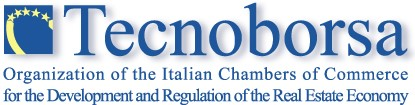 Tecnoborsa
Organization of the Italian Chambers of Commerce
for the Development and Regulation of the Real Estate Economy